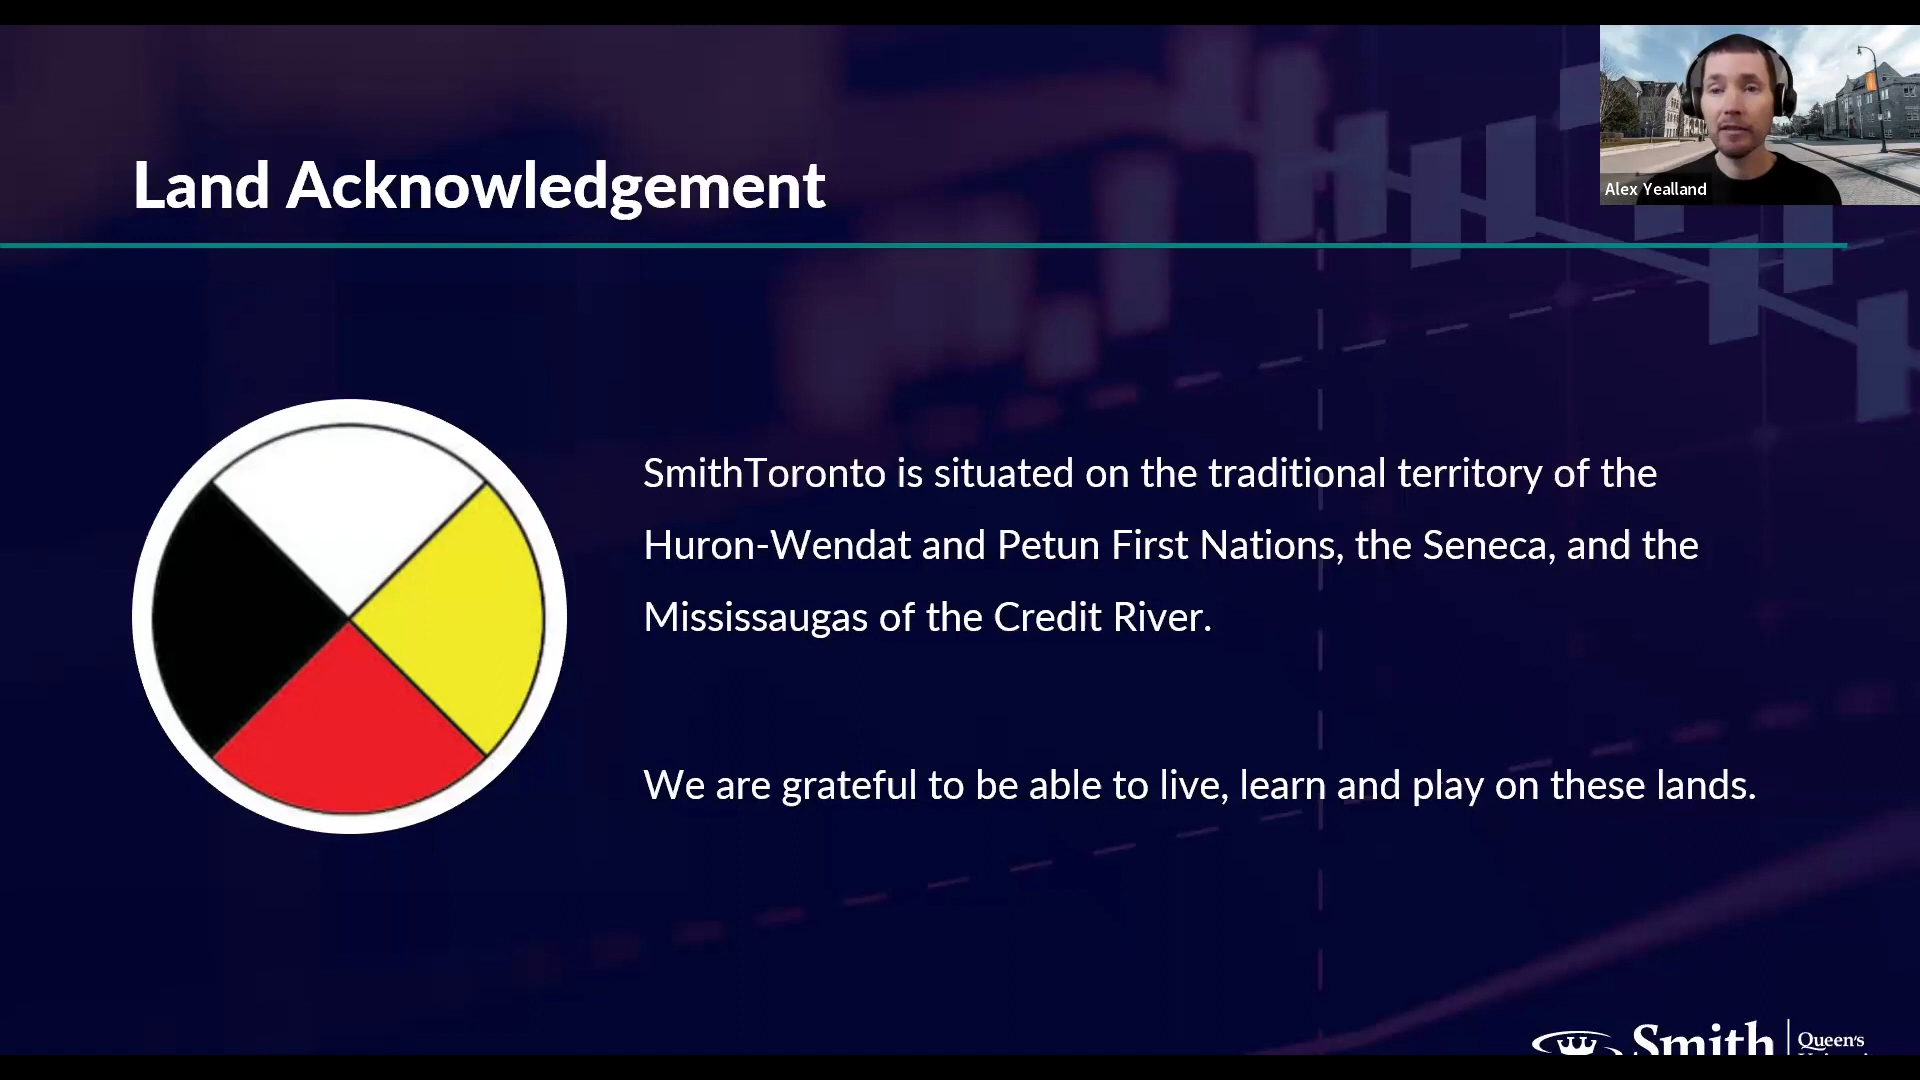 Alex Yealland
Land Acknowledgement
SmithToronto is situated on the traditional territory of the
Huron-Wendat and Petun First Nations, the Seneca, and the
Mississaugas of the Credit River.
We are grateful to be able to live, learn and play on these lands.
Smith
Queen's